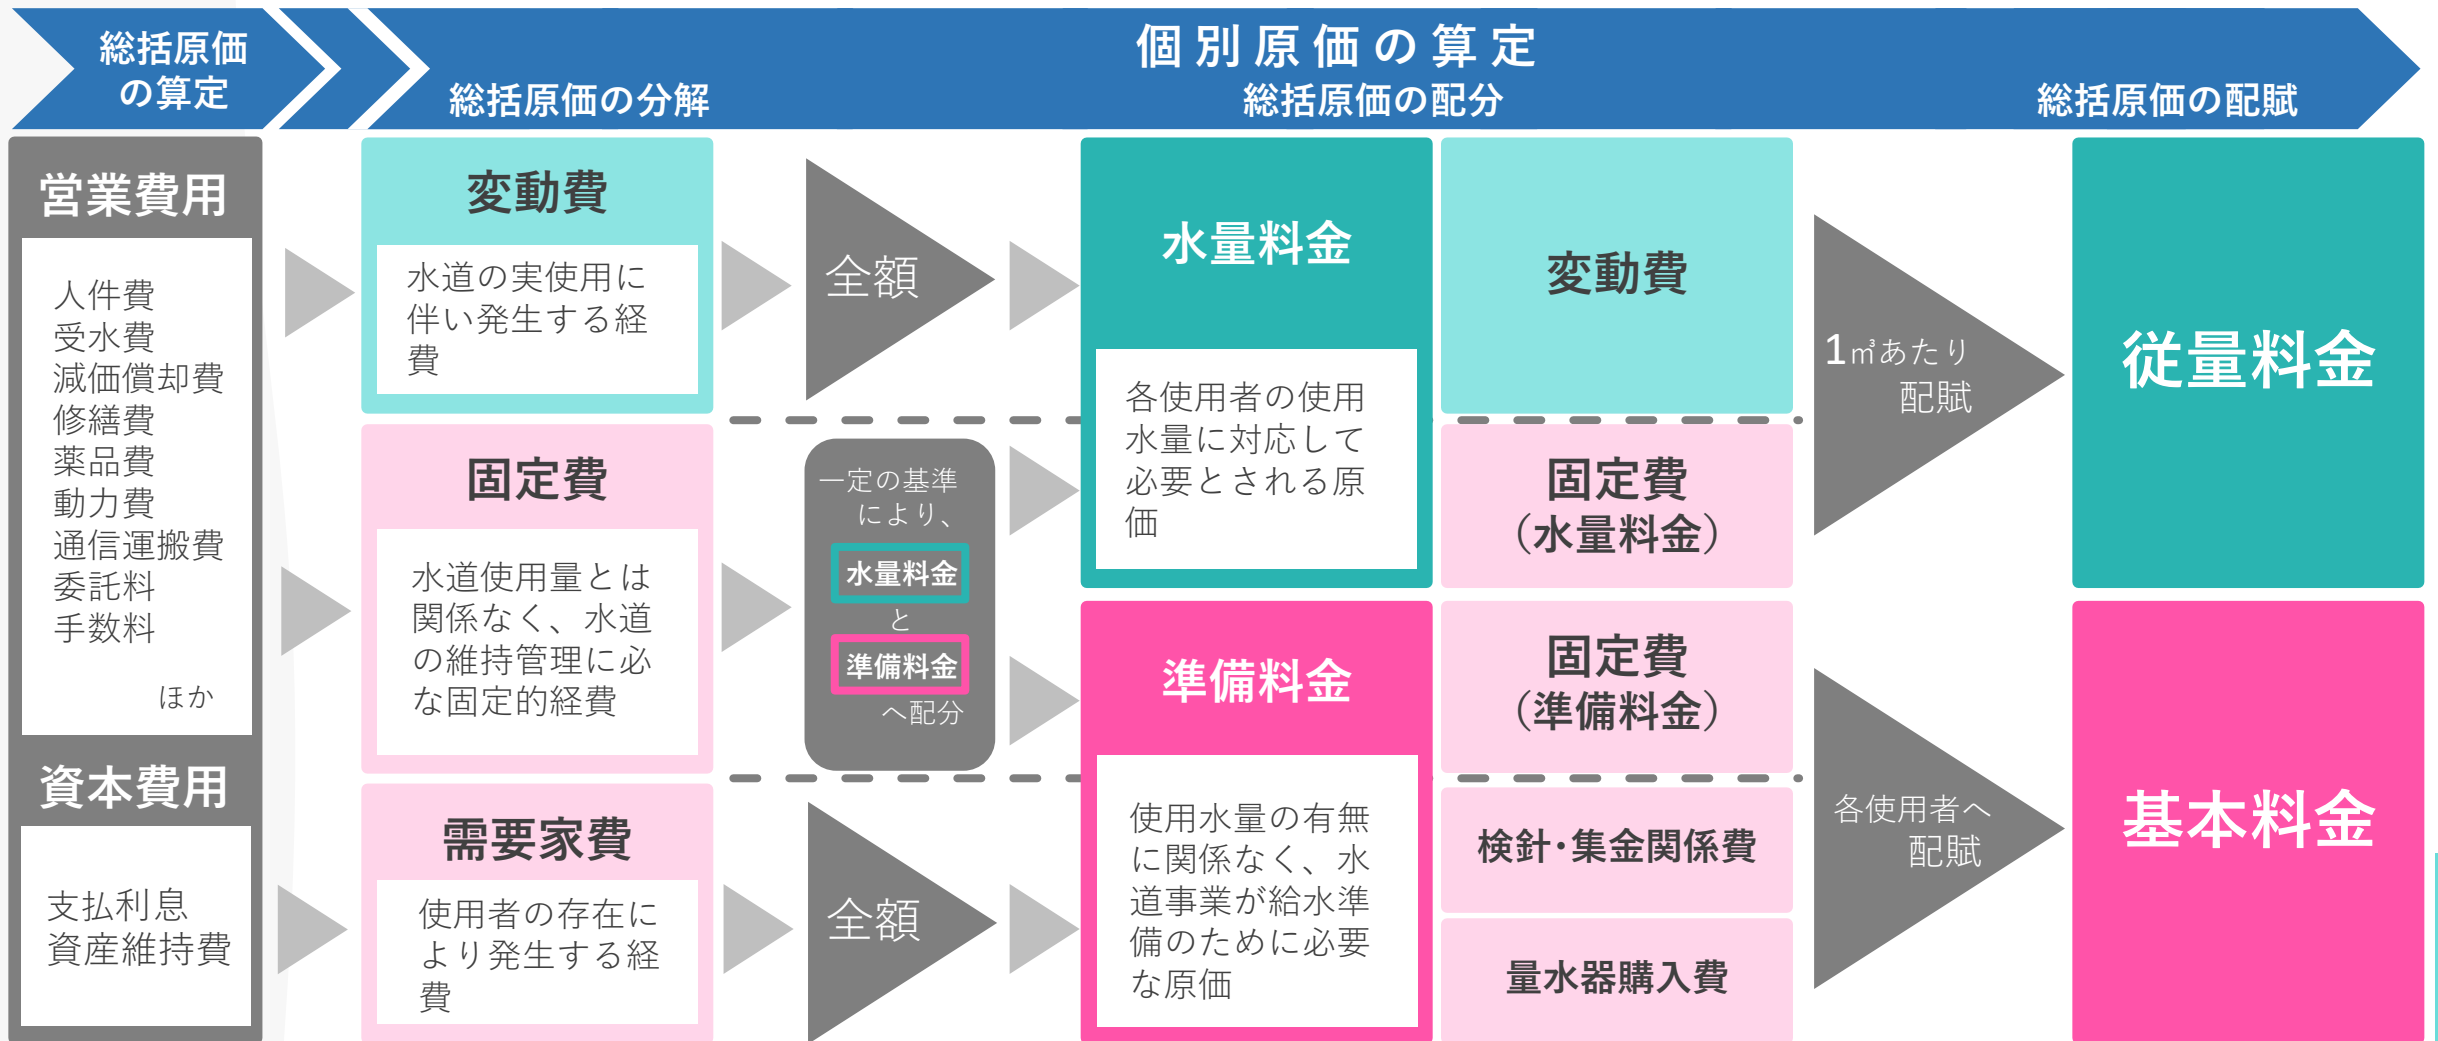 総括原価
の算定
個別原価の算定
総括原価の分解
総括原価の配分
総括原価の配賦
営業費用
人件費
受水費
減価償却費
修繕費
薬品費
動力費
通信運搬費
委託料
手数料
ほか
資本費用
支払利息
資産維持費
変動費
水道の実使用に
伴い発生する経
費
固定費
水道使用量とは
関係なく、水道
の維持管理に必
な固定的経費
需要家費
使用者の存在に
より発生する経
費
全額
一定の基準
により、
水量料金
と
準備料金
へ配分
全額
水量料金
各使用者の使用
水量に対応して
必要とされる原
価
準備料金
使用水量の有無
に関係なく、水
道事業が給水準
備のために必要
な原価
変動費
固定費
（水量料金）
固定費
（準備料金）
検針・集金関係費
量水器購入費
1㎥あたり
配賦
各使用者へ
配賦
従量料金
基本料金